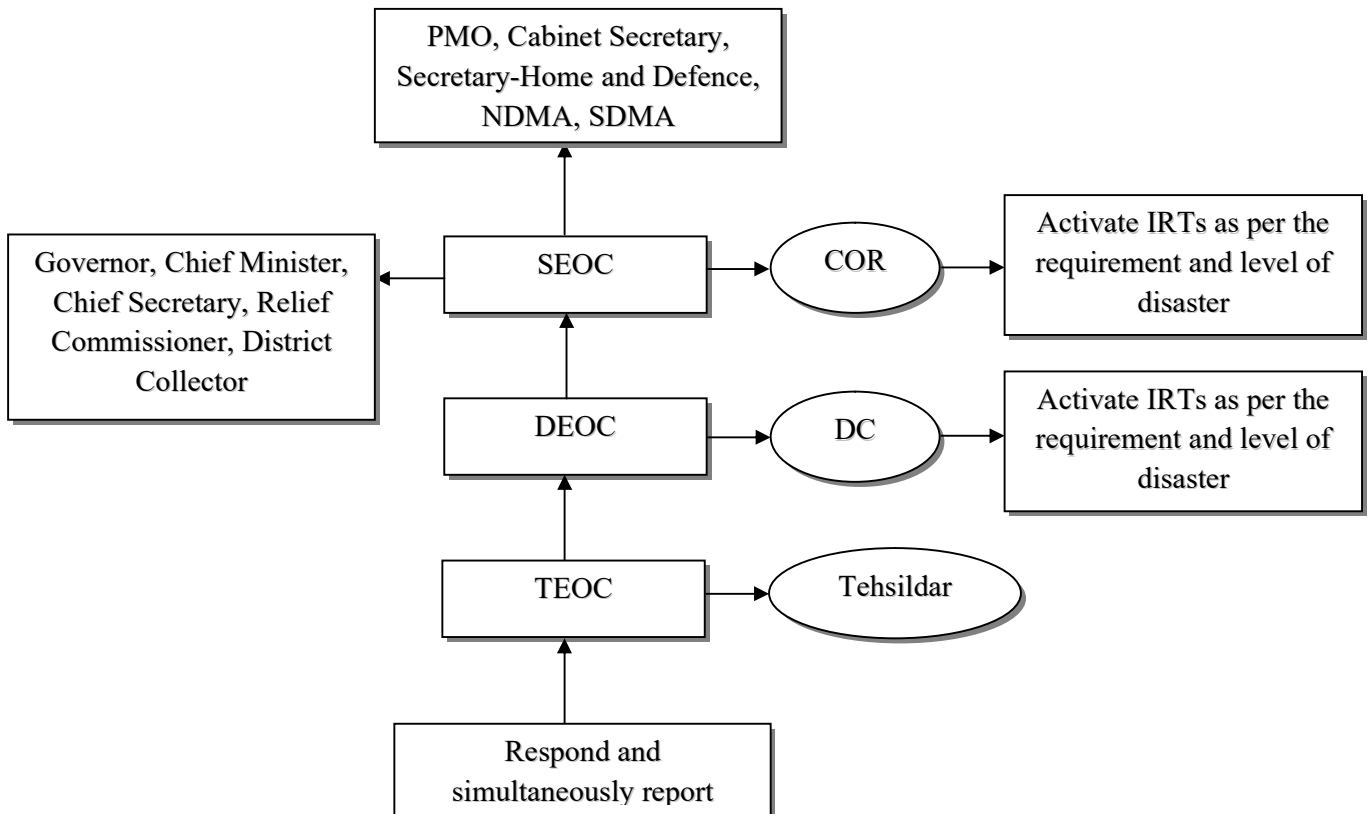 PMO, Cabinet Secretary,
Secretary-Home and Defence,
NDMA, SDMA
Governor, Chief Minister,
Chief Secretary, Relief
Commissioner, District
Collector
SEOC
COR
Activate IRTs as per the
requirement and level of
disaster
DEOC
DC
Activate IRTs as per the
requirement and level of
disaster
TEOC
Tehsildar
Respond and
simultaneously report